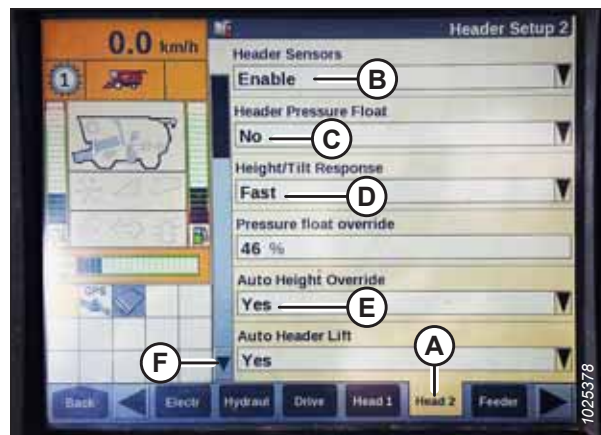 Header Setup 2
0.0 km/h
1
Header Sensors
Enable
B
Header Pressure Float
No
C
Height/Tilt Response
Fast
D
Pressure float override
46 %
Auto Height Override
Yes
E
Auto Header Lift
Yes
A
F
GPS
Back
Electr
Hydraul
Drive
Head 1
Head 2
Feeder
1025378